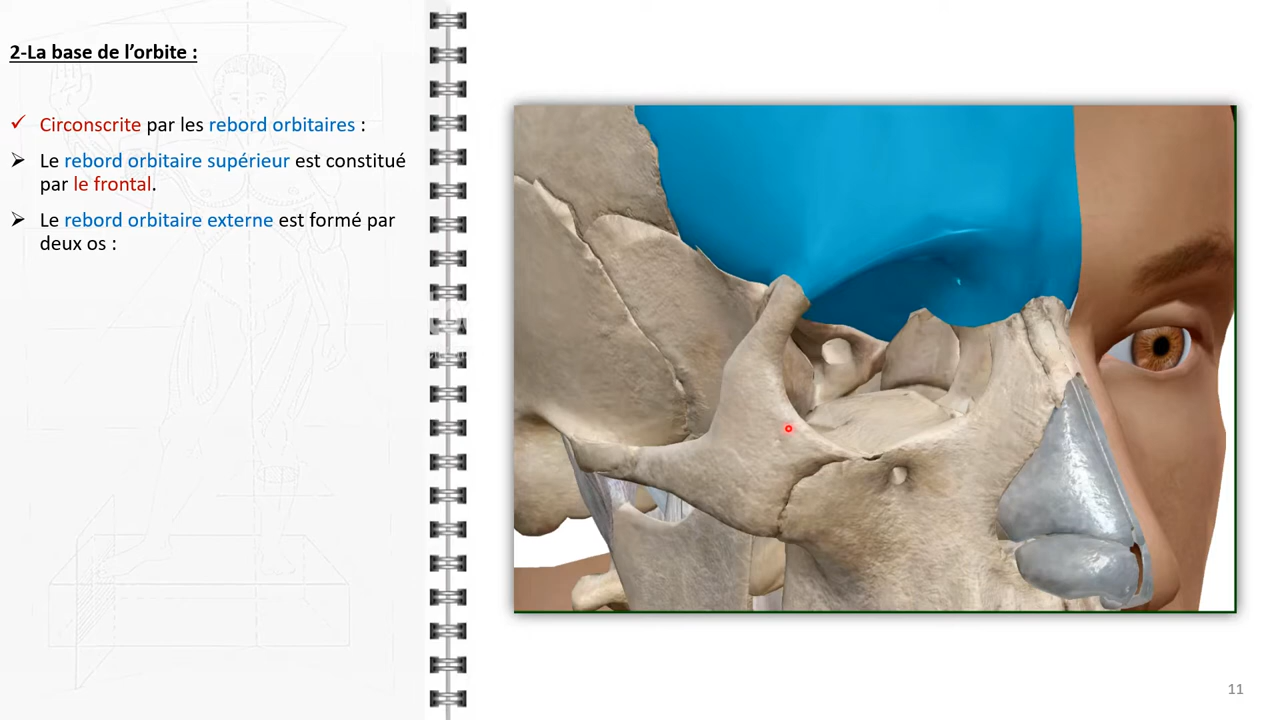 2-La base de l’orbite :
✓ Circonscrite par les rebord orbitaires :
➢ Le rebord orbitaire supérieur est constitué
par le frontal.
➢ Le rebord orbitaire externe est formé par
deux os :
11